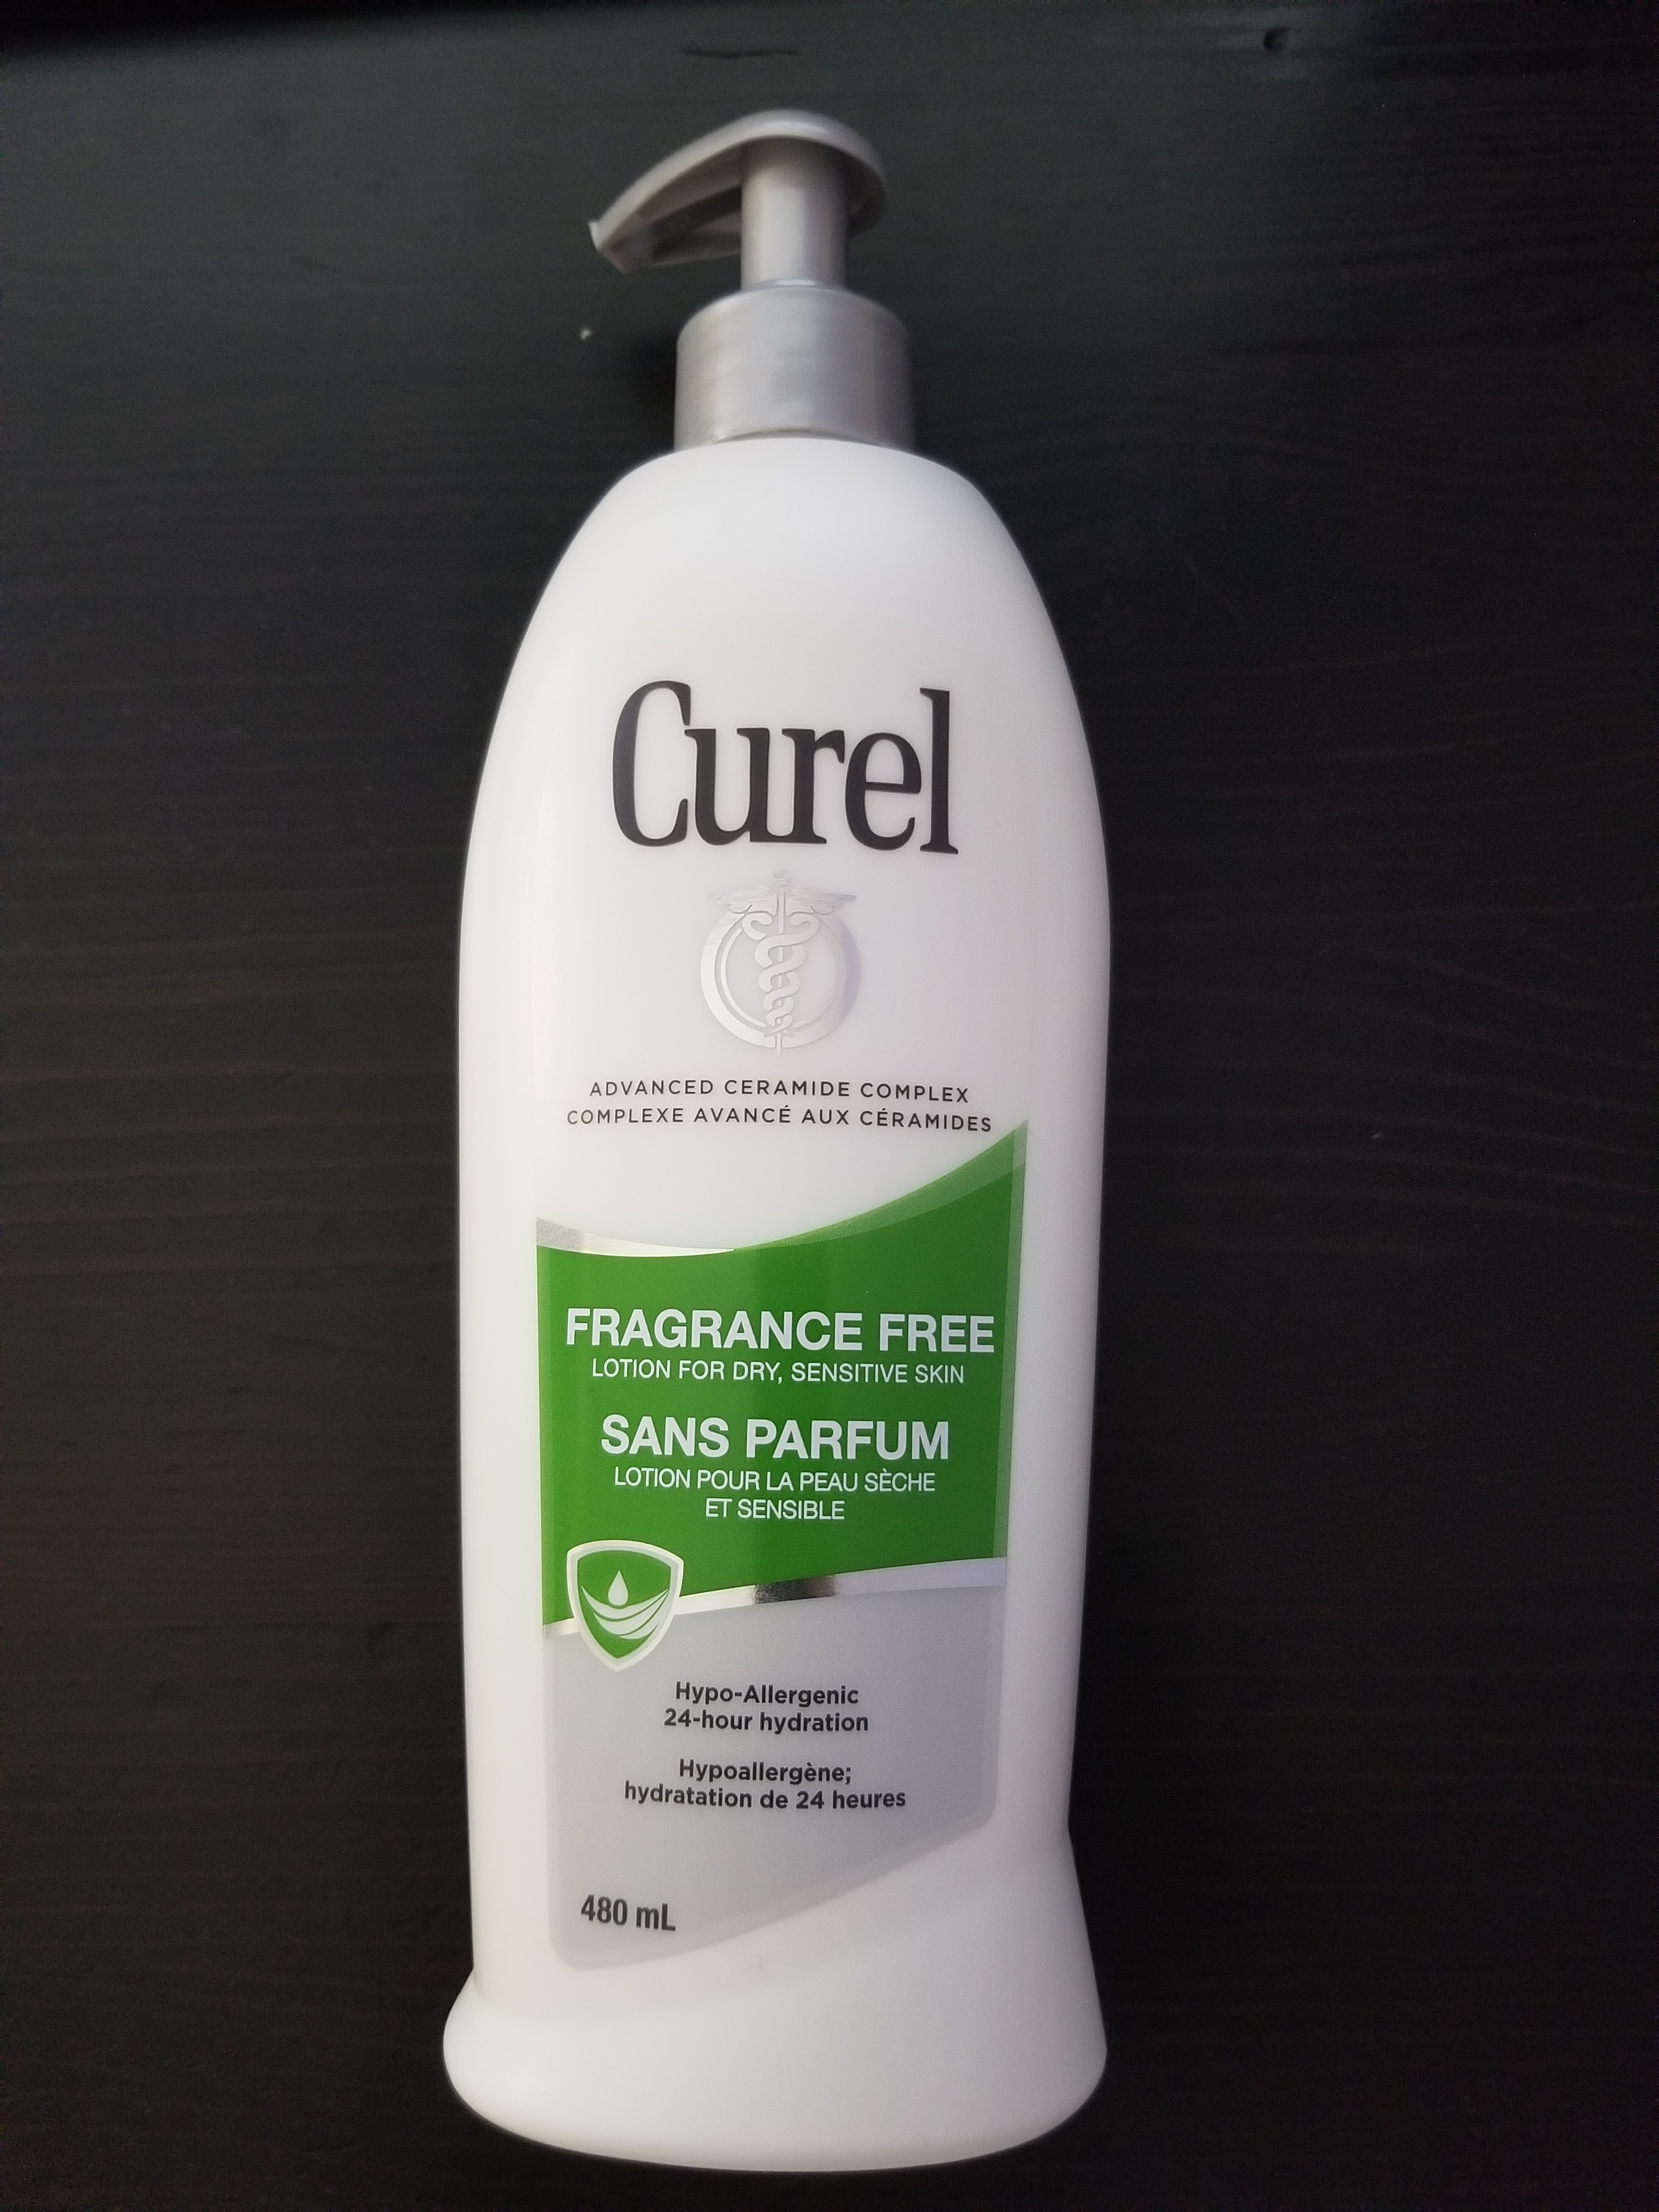 Curel
ADVANCED CERAMIDE COMPLEX
COMPLEXE AVANCÉ AUX CÉRAMIDES
FRAGRANCE FREE
LOTION FOR DRY, SENSITIVE SKIN
SANS PARFUM
LOTION POUR LA PEAU SÈCHE
ET SENSIBLE
Hypo-Allergenic
24-hour hydration
Hypoallergène;
hydratation de 24 heures
480 mL